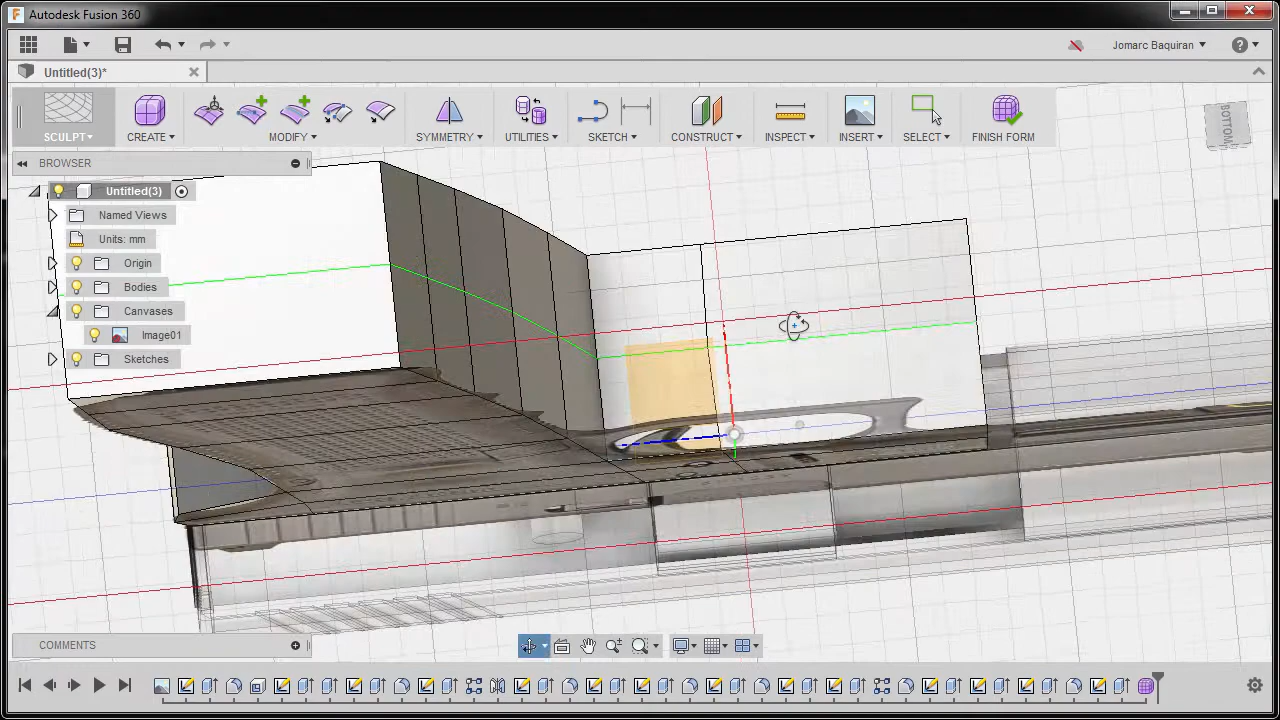 Autodesk Fusion 360
Jomarc Baquiran
Untitled(3)*
SCULPT
CREATE
MODIFY
SYMMETRY
UTILITIES
SKETCH
CONSTRUCT
INSPECT
INSERT
SELECT
FINISH FORM
BOTTOM
BROWSER
Untitled(3)
Named Views
Units: mm
Origin
Bodies
Canvases
Image01
Sketches
COMMENTS